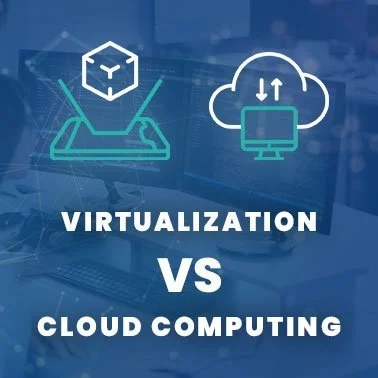 VIRTUALIZATION
VS
CLOUD COMPUTING